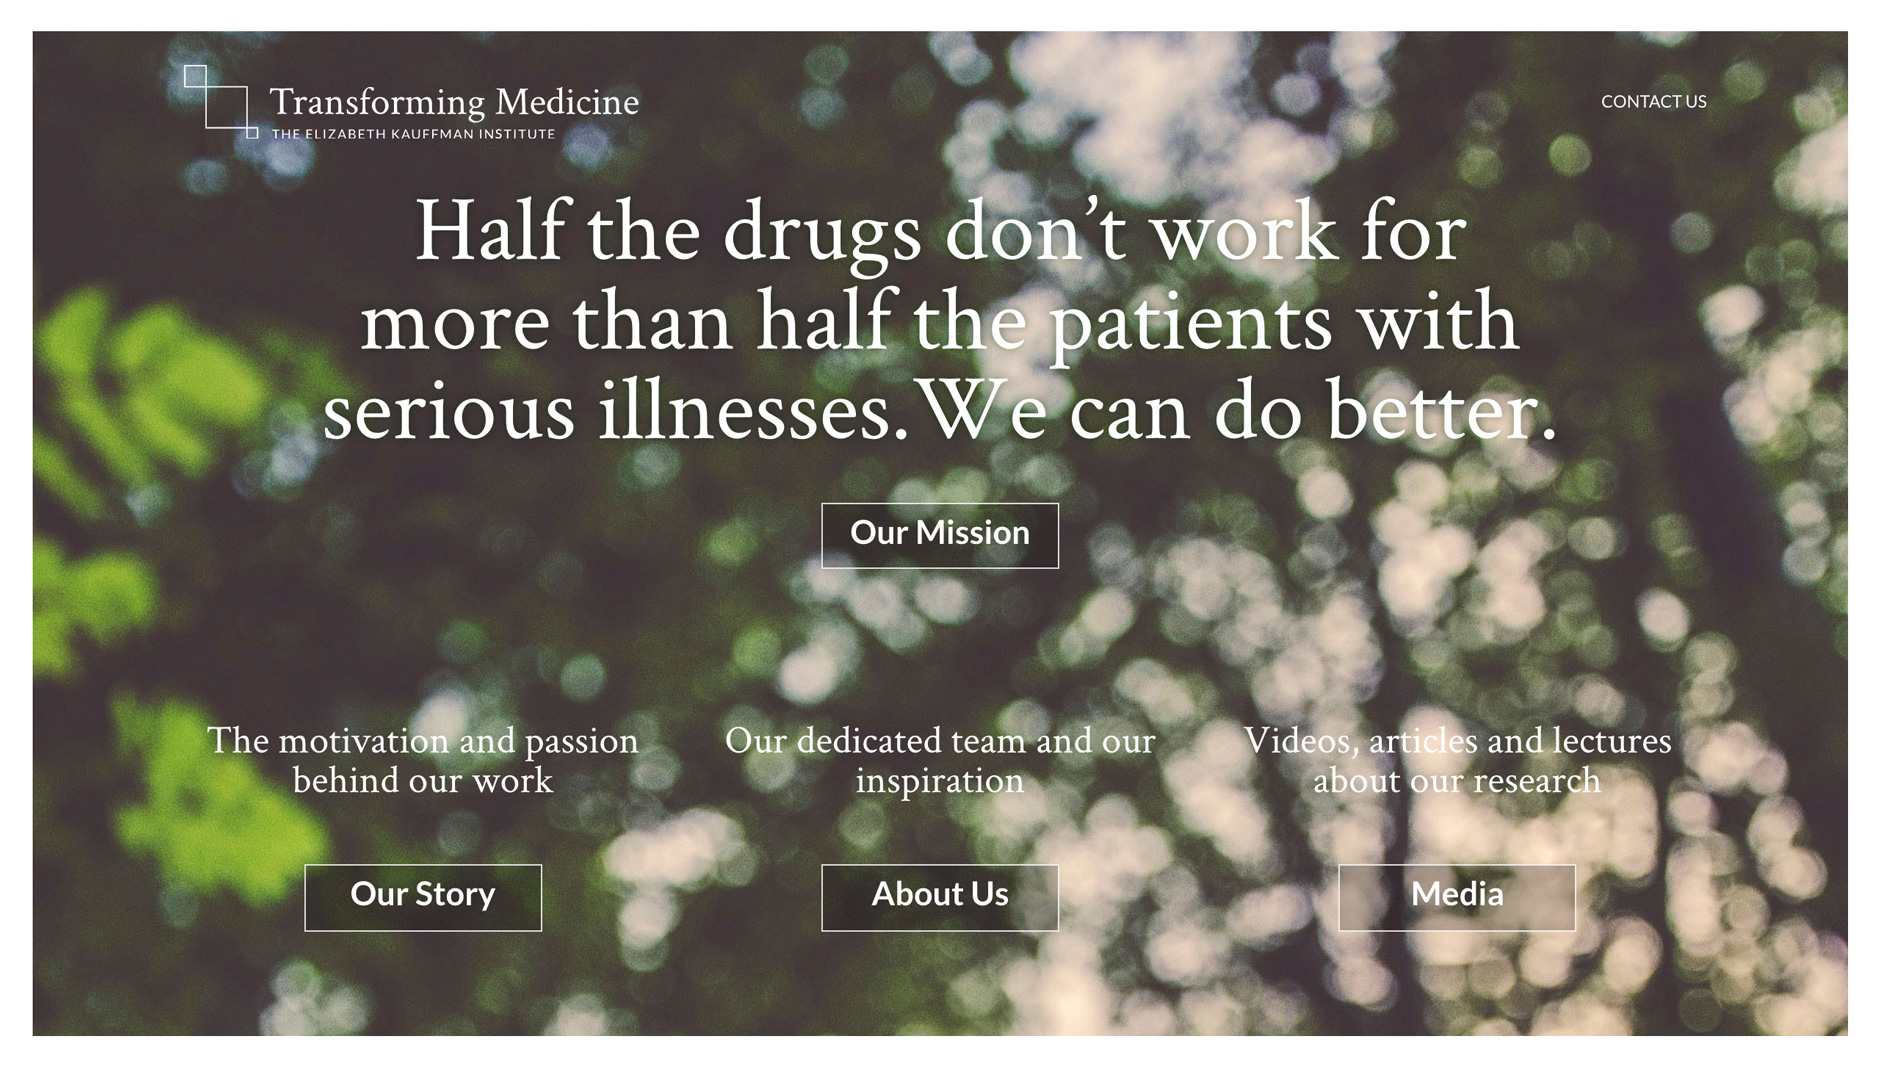 Transforming Medicine
THE ELIZABETH KAUFFMAN INSTITUTE
CONTACT US
Half the drugs don’t work for
more than half the patients with
serious illnesses. We can do better.
Our Mission
The motivation and passion
behind our work
Our Story
Our dedicated team and our
inspiration
About Us
Videos, articles and lectures
about our research
Media